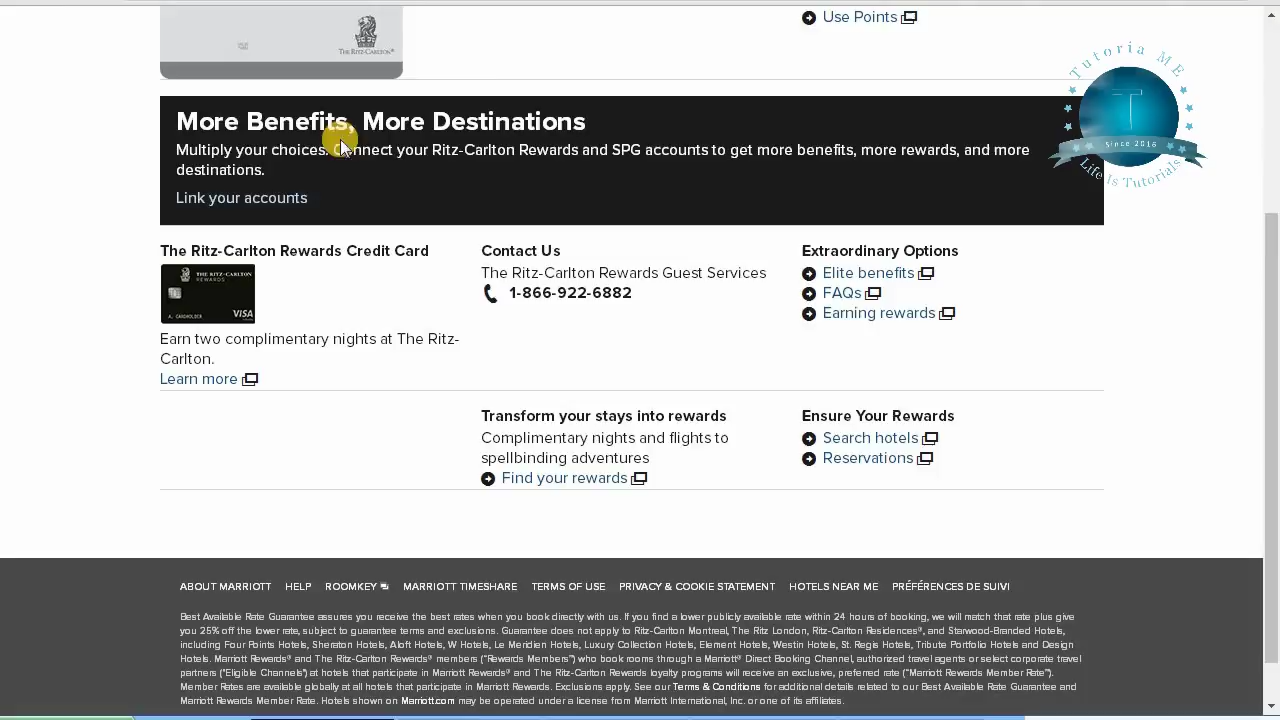 THE RITZ-CARLTON®
Use Points
Tutoria ME
T
Since 2016
Life Is Tutorials
More Benefits, More Destinations
Multiply your choices. Connect your Ritz-Carlton Rewards and SPG accounts to get more benefits, more rewards, and more
destinations.
Link your accounts
The Ritz-Carlton Rewards Credit Card
THE RITZ-CARLTON
REWARDS
A. CARDHOLDER
VISA
Earn two complimentary nights at The Ritz-
Carlton.
Learn more
Contact Us
The Ritz-Carlton Rewards Guest Services
1-866-922-6882
Extraordinary Options
Elite benefits
FAQs
Earning rewards
Transform your stays into rewards
Complimentary nights and flights to
spellbinding adventures
Find your rewards
Ensure Your Rewards
Search hotels
Reservations
ABOUT MARRIOTT HELP ROOMKEY MARRIOTT TIMESHARE TERMS OF USE PRIVACY & COOKIE STATEMENT HOTELS NEAR ME PRÉFÉRENCES DE SUIVI
Best Available Rate Guarantee assures you receive the best rates when you book directly with us. If you find a lower publicly available rate within 24 hours of booking, we will match that rate plus give
you 25% off the lower rate, subject to guarantee terms and exclusions. Guarantee does not apply to Ritz-Carlton Montreal, The Ritz London, Ritz-Carlton Residences®, and Starwood-Branded Hotels,
including Four Points Hotels, Sheraton Hotels, Aloft Hotels, W Hotels, Le Meridien Hotels, Luxury Collection Hotels, Element Hotels, Westin Hotels, St. Regis Hotels, Tribute Portfolio Hotels and Design
Hotels. Marriott Rewards® and The Ritz-Carlton Rewards® members ("Rewards Members") who book rooms through a Marriott® Direct Booking Channel, authorized travel agents or select corporate travel
partners ("Eligible Channels") at hotels that participate in Marriott Rewards® and The Ritz-Carlton Rewards loyalty programs will receive an exclusive, preferred rate ("Marriott Rewards Member Rate").
Member Rates are available globally at all hotels that participate in Marriott Rewards. Exclusions apply. See our Terms & Conditions for additional details related to our Best Available Rate Guarantee and
Marriott Rewards Member Rate. Hotels shown on Marriott.com may be operated under a license from Marriott International, Inc. or one of its affiliates.